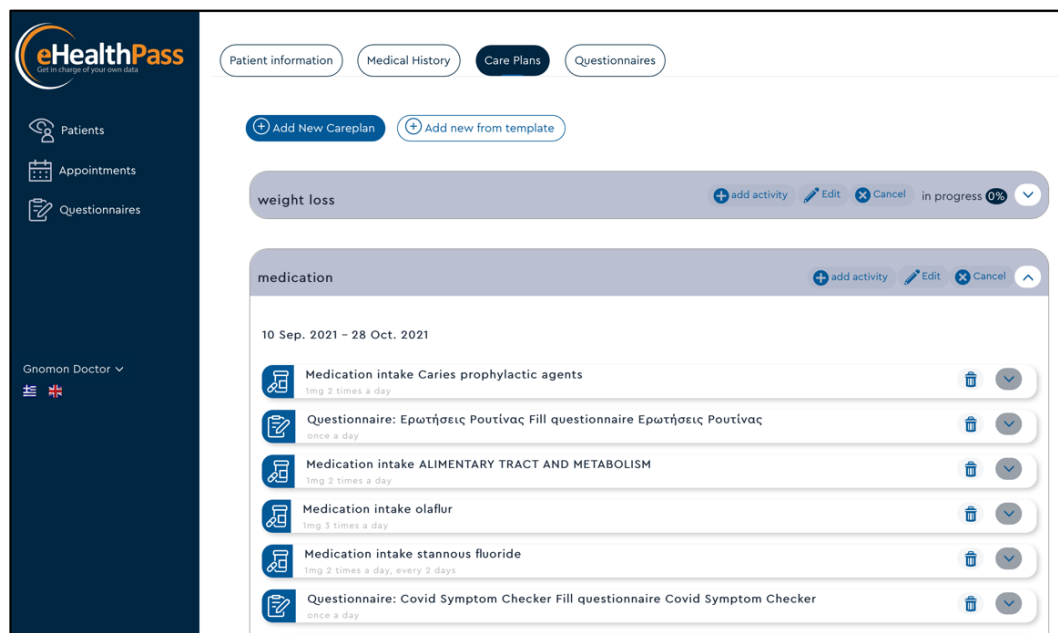 eHealthPass
Get in charge of your own data
Patients
Appointments
Questionnaires
Gnomon Doctor
Patient information Medical History Care Plans Questionnaires
Add New Careplan Add new from template
weight loss add activity Edit Cancel in progress 0%
medication add activity Edit Cancel
10 Sep. 2021 – 28 Oct. 2021
Medication intake Caries prophylactic agents
1mg 2 times a day
Questionnaire: Ερωτήσεις Ρουτίνας Fill questionnaire Ερωτήσεις Ρουτίνας
once a day
Medication intake ALIMENTARY TRACT AND METABOLISM
1mg 2 times a day
Medication intake olaflur
1mg 3 times a day
Medication intake stannous fluoride
1mg 2 times a day, every 2 days
Questionnaire: Covid Symptom Checker Fill questionnaire Covid Symptom Checker
once a day